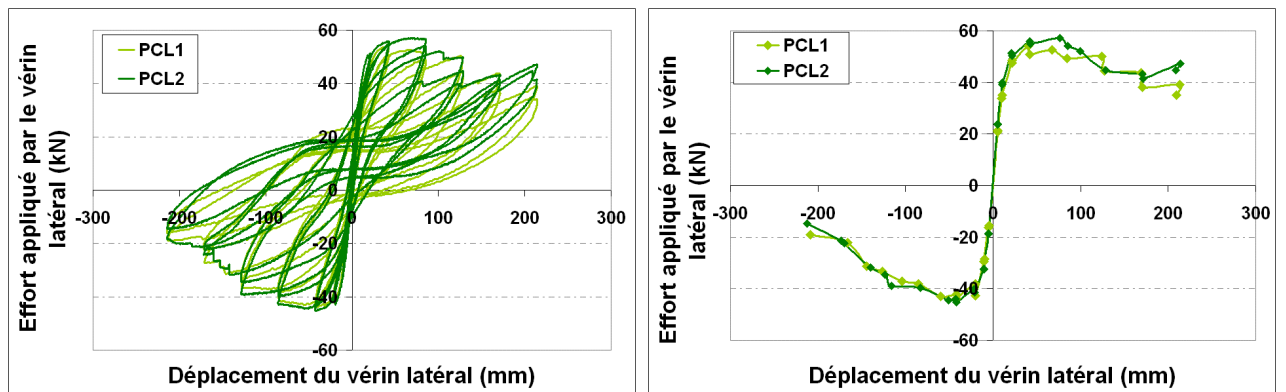 Effort appliqué par le vérin
latéral (kN)
PCL1
PCL2
60
40
20
0
-20
-40
-60
-300
-200
-100
0
100
200
300
Déplacement du vérin latéral (mm)
Effort appliqué par le vérin
latéral (kN)
PCL1
PCL2
60
40
20
0
-20
-40
-60
-300
-200
-100
0
100
200
300
Déplacement du vérin latéral (mm)